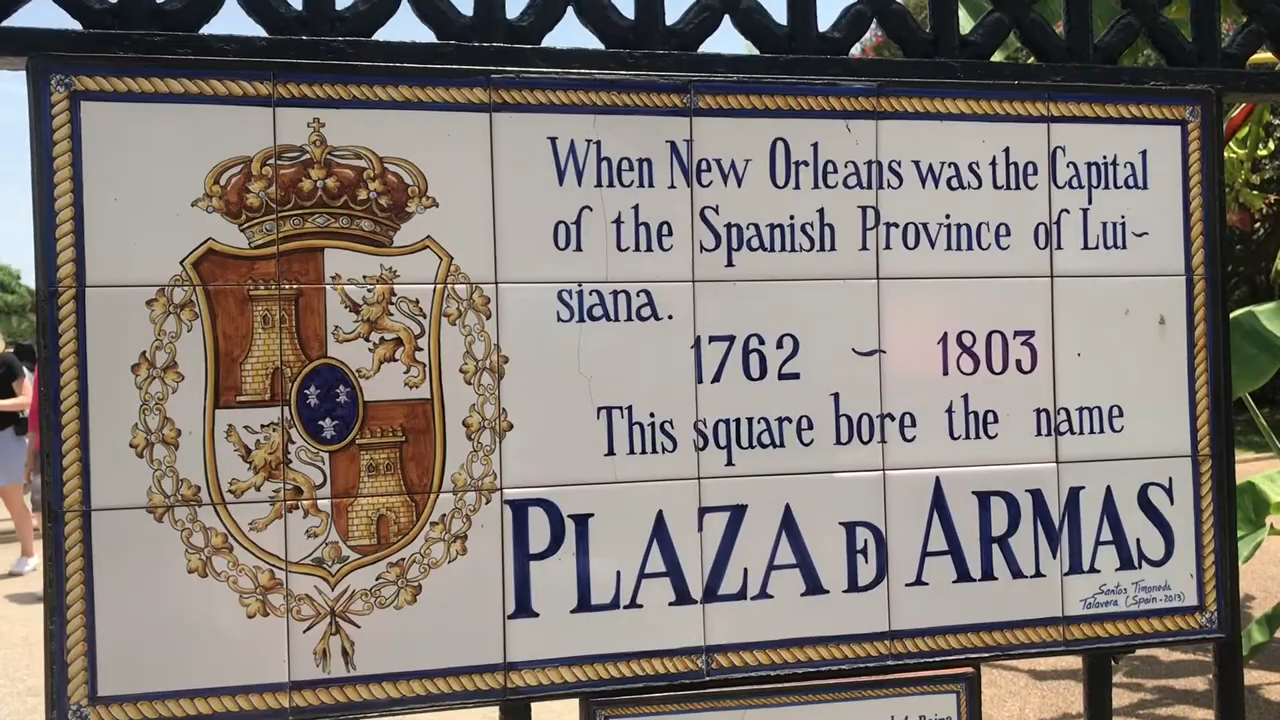 When New Orleans was the Capital
of the Spanish Province of Lui~
siana.
1762 ~ 1803
This square bore the name
PLAZA Đ ARMAS
Santos Timoneda
Talavera (Spain-2013)